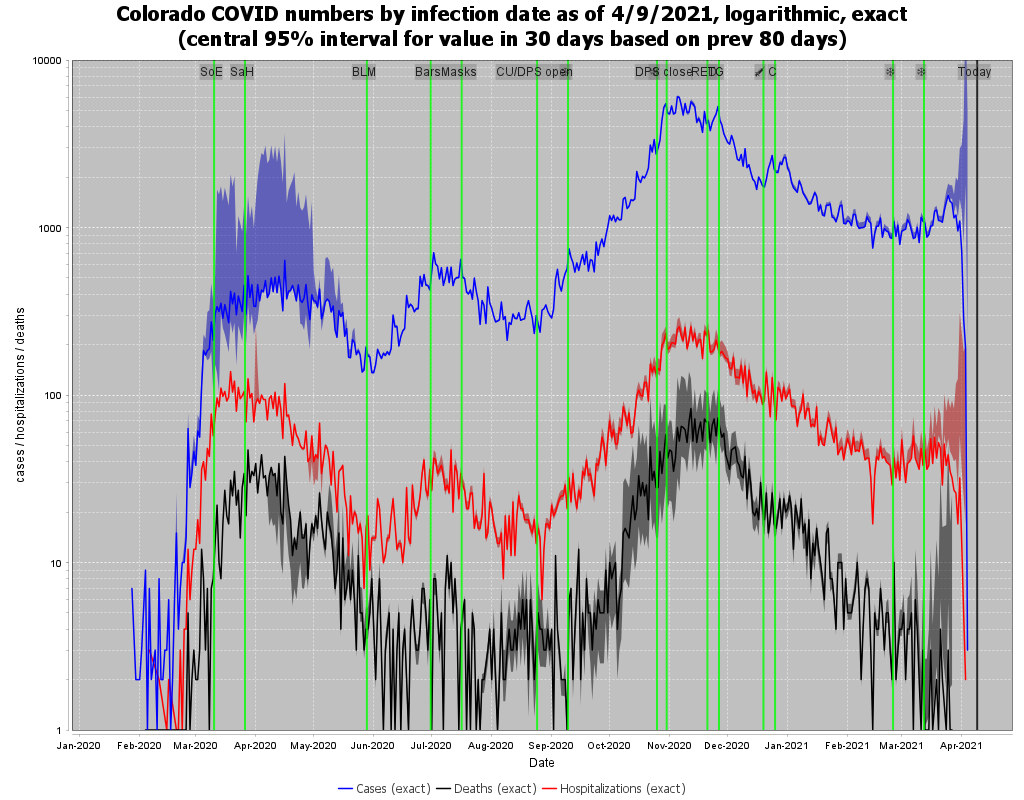 Colorado COVID numbers by infection date as of 4/9/2021, logarithmic, exact
(central 95% interval for value in 30 days based on prev 80 days)
10000
SoE SaH BLM Bars Masks CU/DPS open DPS close RED TG C Today
1000
100
10
1
cases / hospitalizations / deaths
Jan-2020 Feb-2020 Mar-2020 Apr-2020 May-2020 Jun-2020 Jul-2020 Aug-2020 Sep-2020 Oct-2020 Nov-2020 Dec-2020 Jan-2021 Feb-2021 Mar-2021 Apr-2021
Date
Cases (exact) Deaths (exact) Hospitalizations (exact)